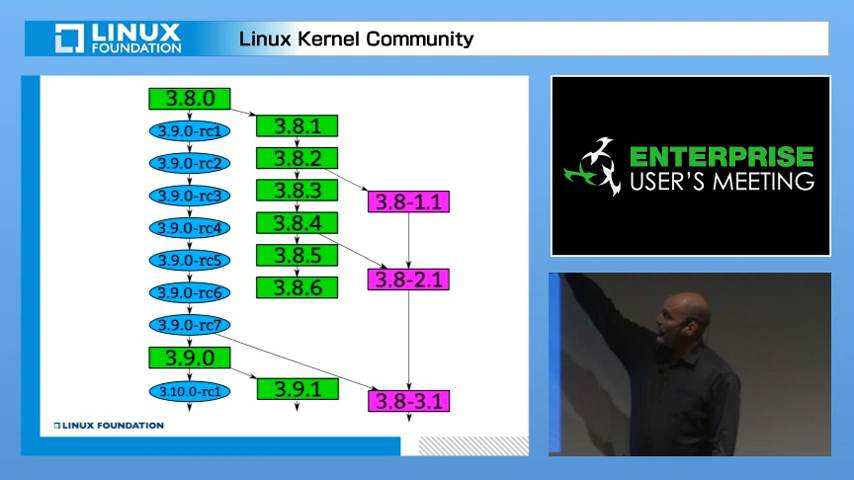 LINUX
FOUNDATION
Linux Kernel Community
3.8.0
3.9.0-rc1
3.9.0-rc2
3.9.0-rc3
3.9.0-rc4
3.9.0-rc5
3.9.0-rc6
3.9.0-rc7
3.9.0
3.10.0-rc1
3.8.1
3.8.2
3.8.3
3.8.4
3.8.5
3.8.6
3.9.1
3.8-1.1
3.8-2.1
3.8-3.1
LINUX FOUNDATION
ENTERPRISE
USER'S MEETING